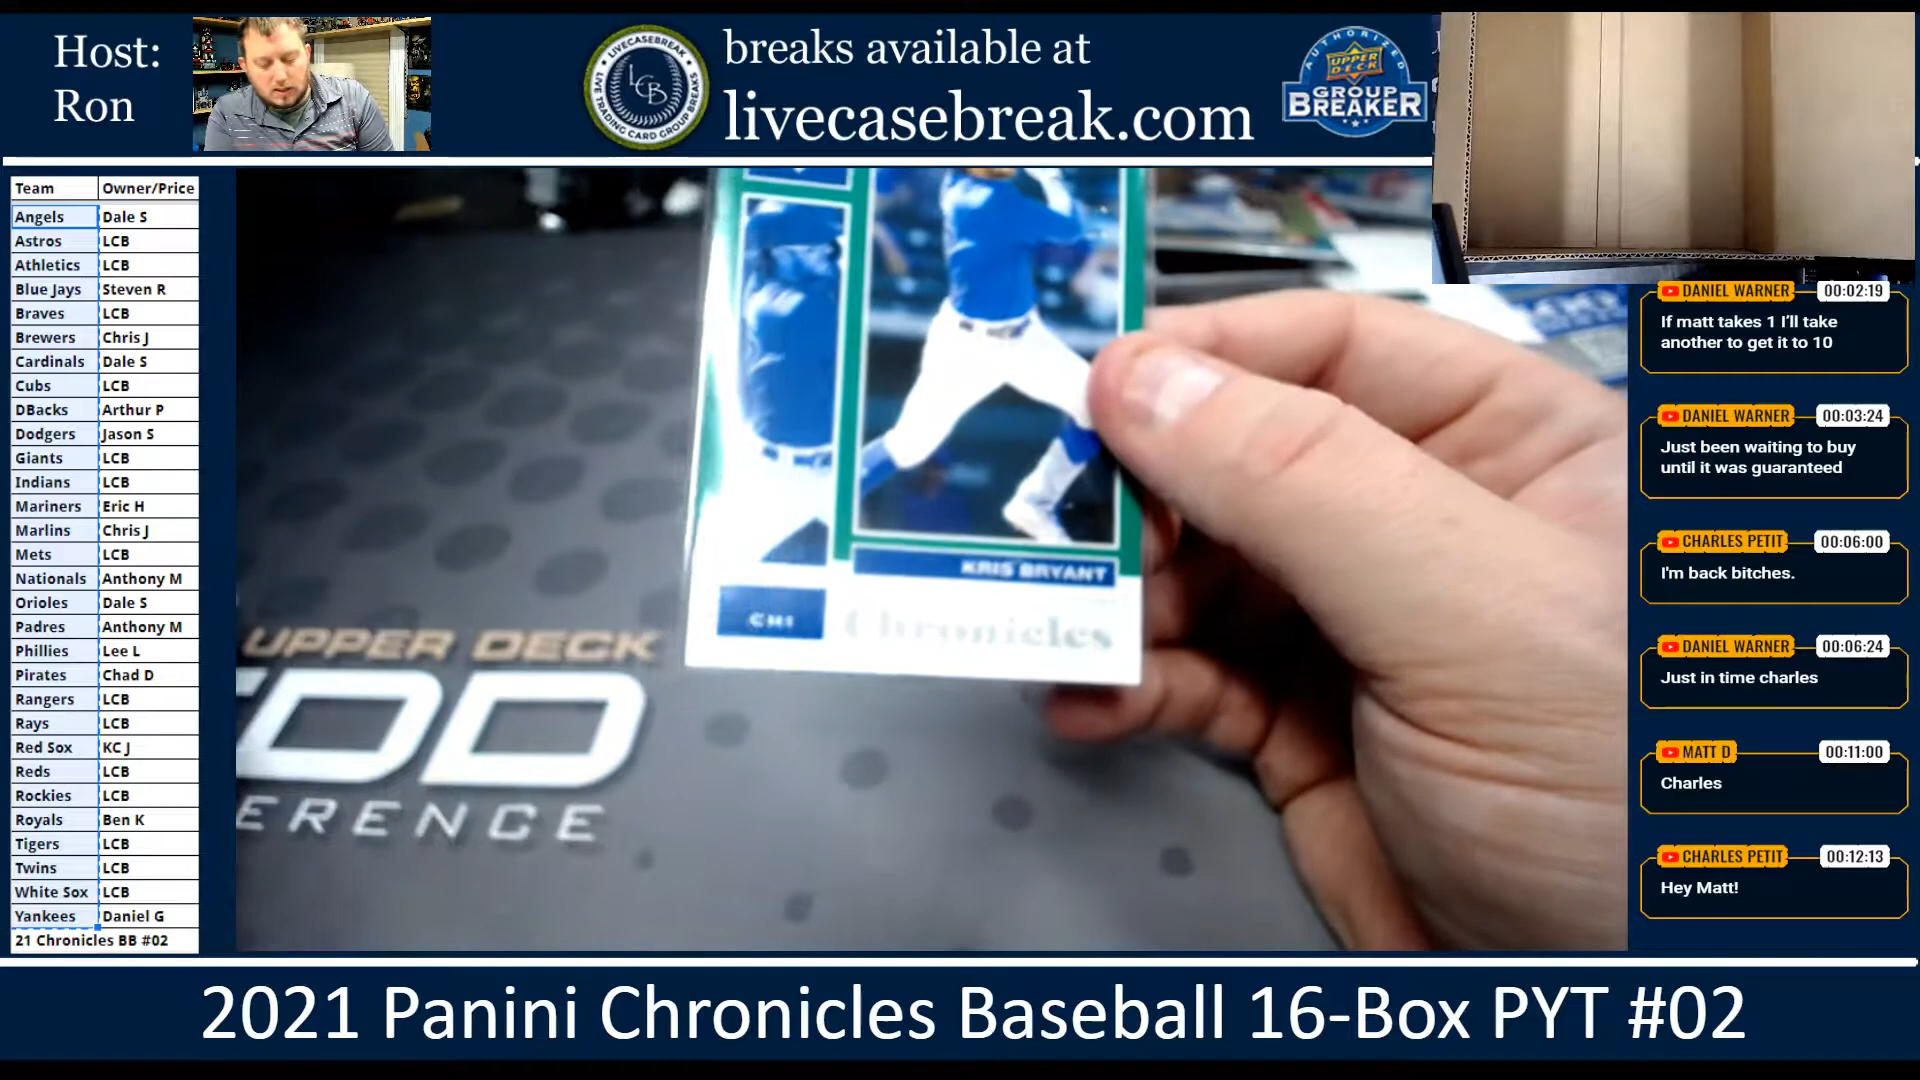 Host:
Ron
LIVECASEBREAK
LCB
LIVE TRADING CARD GROUP BREAKS
breaks available at
livecasebreak.com
AUTHORIZED
UPPER DECK
GROUP
BREAKER
Team Owner/Price
Angels Dale S
Astros LCB
Athletics LCB
Blue Jays Steven R
Braves LCB
Brewers Chris J
Cardinals Dale S
Cubs LCB
DBacks Arthur P
Dodgers Jason S
Giants LCB
Indians LCB
Mariners Eric H
Marlins Chris J
Mets LCB
Nationals Anthony M
Orioles Dale S
Padres Anthony M
Phillies Lee L
Pirates Chad D
Rangers LCB
Rays LCB
Red Sox KC J
Reds LCB
Rockies LCB
Royals Ben K
Tigers LCB
Twins LCB
White Sox LCB
Yankees Daniel G
21 Chronicles BB #02
KRIS BRYANT
CHI
Chronicles
UPPER DECK
ERENCE
DANIEL WARNER 00:02:19
If matt takes 1 I'll take
another to get it to 10
DANIEL WARNER 00:03:24
Just been waiting to buy
until it was guaranteed
CHARLES PETIT 00:06:00
I'm back bitches.
DANIEL WARNER 00:06:24
Just in time charles
MATT D 00:11:00
Charles
CHARLES PETIT 00:12:13
Hey Matt!
2021 Panini Chronicles Baseball 16-Box PYT #02